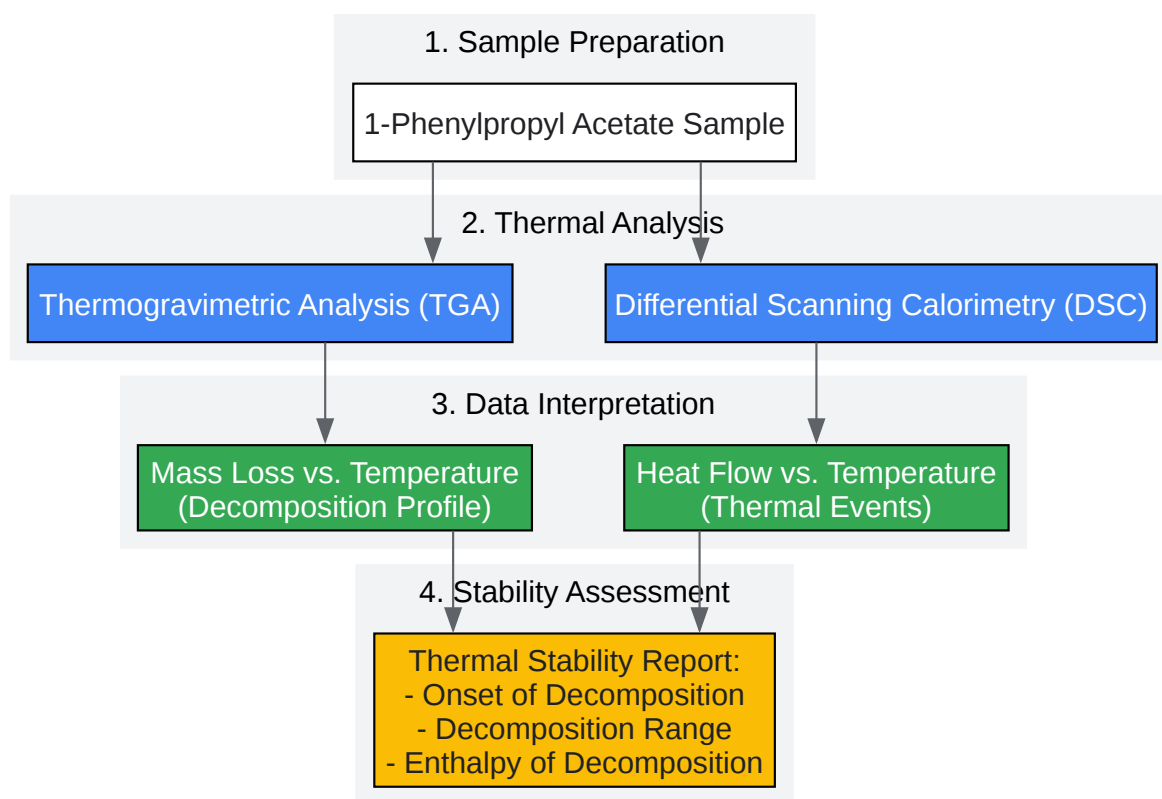 1. Sample Preparation
1-Phenylpropyl Acetate Sample
2. Thermal Analysis
Thermogravimetric Analysis (TGA)
Differential Scanning Calorimetry (DSC)
3. Data Interpretation
Mass Loss vs. Temperature
(Decomposition Profile)
Heat Flow vs. Temperature
(Thermal Events)
4. Stability Assessment
Thermal Stability Report:
- Onset of Decomposition
- Decomposition Range
- Enthalpy of Decomposition